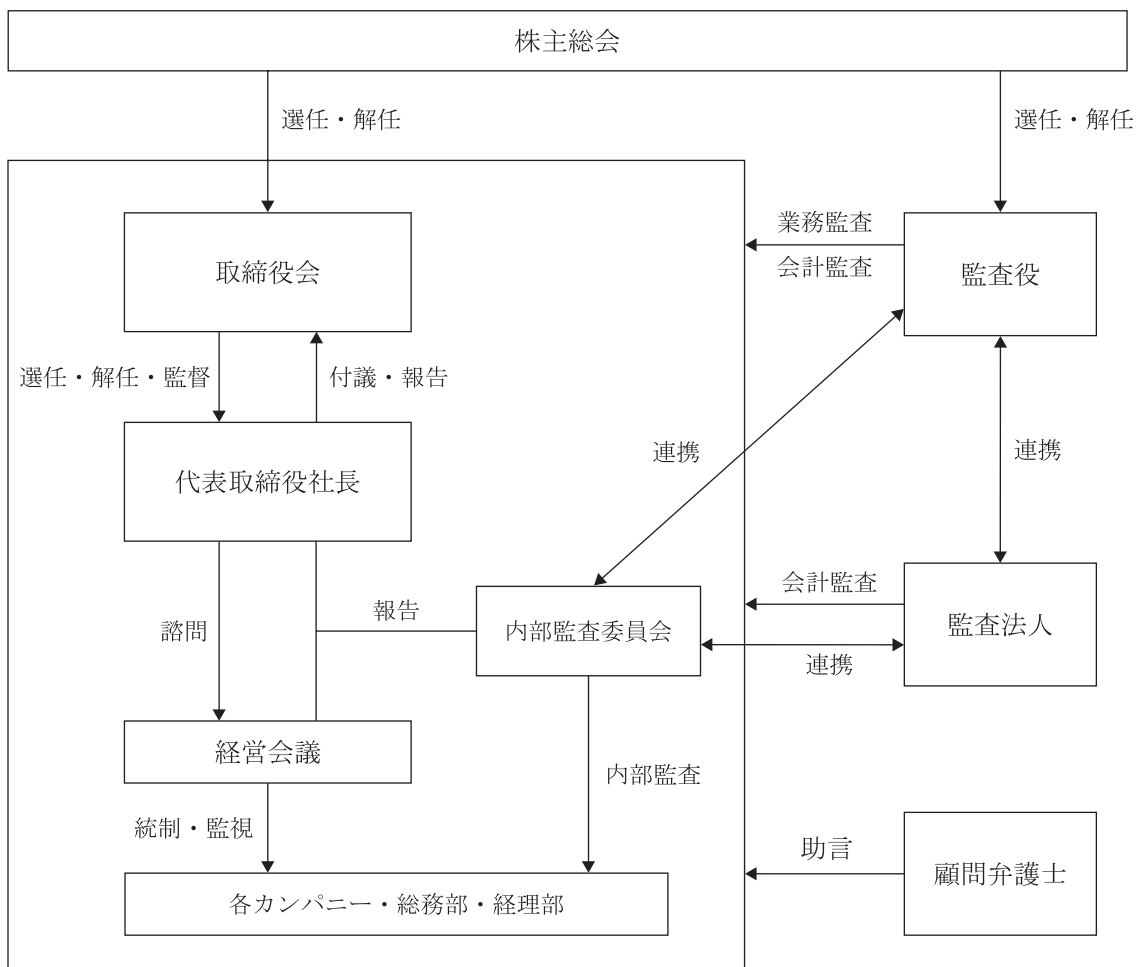 株主総会
選任・解任
選任・解任
取締役会
業務監査
会計監査
監査役
選任・解任・監督
付議・報告
代表取締役社長
連携
連携
諮問
報告
内部監査委員会
会計監査
連携
監査法人
経営会議
統制・監視
内部監査
各カンパニー・総務部・経理部
助言
顧問弁護士